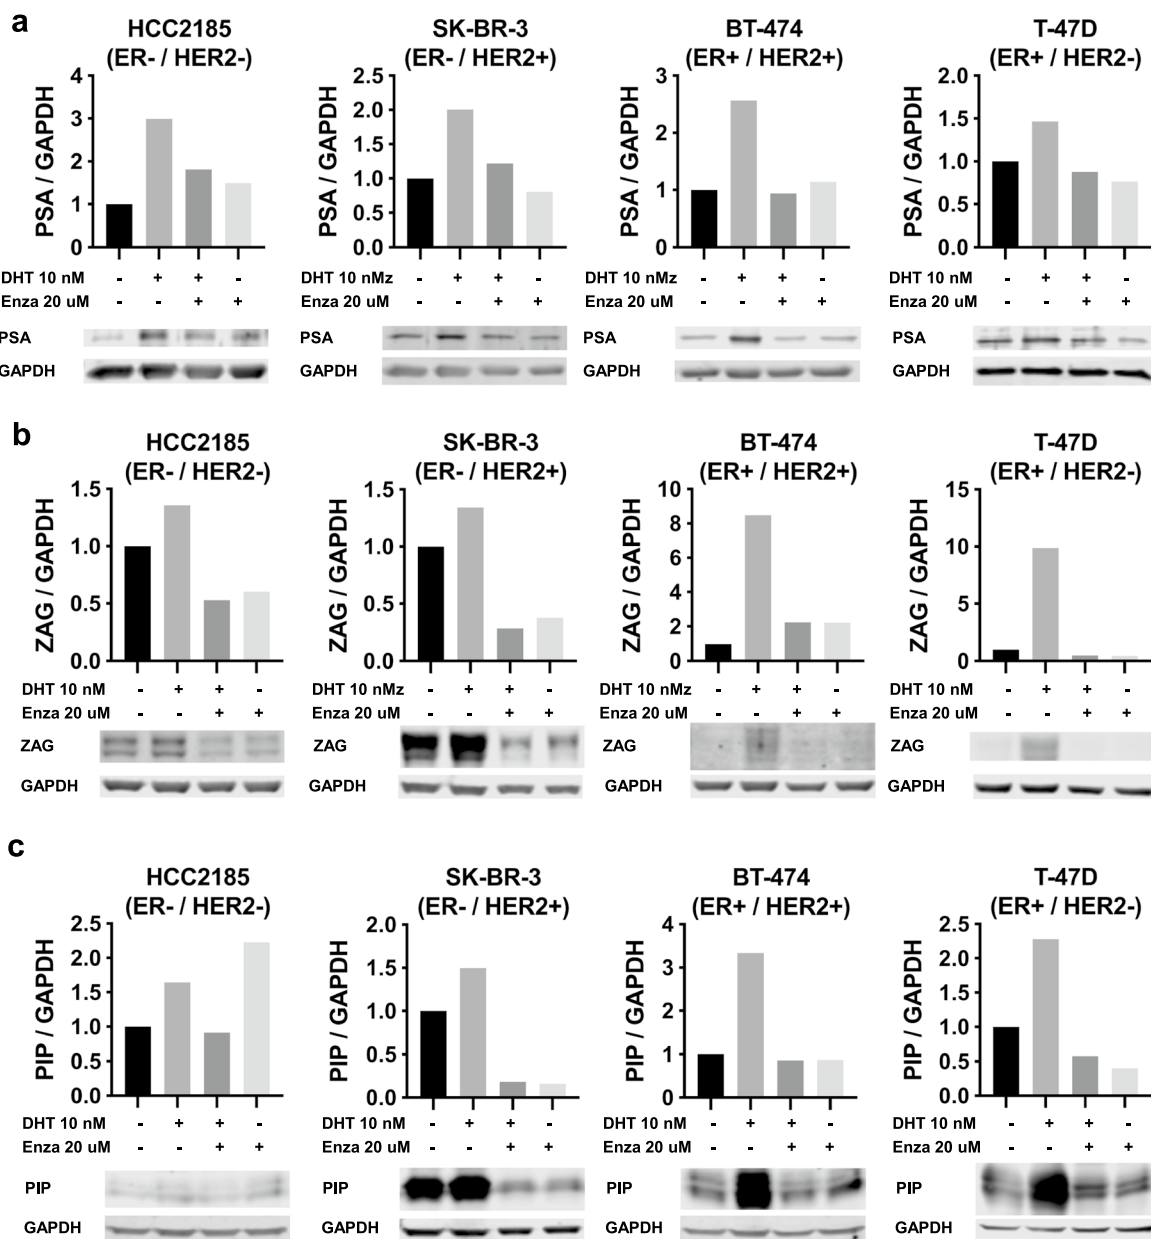 a
HCC2185 SK-BR-3 BT-474 T-47D
(ER- / HER2-) (ER- / HER2+) (ER+ / HER2+) (ER+ / HER2-)
PSA / GAPDH PSA / GAPDH PSA / GAPDH PSA / GAPDH
4 2.5 3 2.0
3 2.0 2 1.5
2 1.5 1 1.0
1 1.0 0 0.5
0 0.5 0.0
0.0
DHT 10 nM - + + - DHT 10 nMz - + + - DHT 10 nMz - + + - DHT 10 nM - + + -
Enza 20 uM - - + + Enza 20 uM - - + + Enza 20 uM - - + + Enza 20 uM - - + +
PSA PSA PSA PSA
GAPDH GAPDH GAPDH GAPDH
b
HCC2185 SK-BR-3 BT-474 T-47D
(ER- / HER2-) (ER- / HER2+) (ER+ / HER2+) (ER+ / HER2-)
ZAG / GAPDH ZAG / GAPDH ZAG / GAPDH ZAG / GAPDH
1.5 1.5 10 15
1.0 1.0 8 10
0.5 0.5 6 5
0.0 0.0 4 0
2
0
DHT 10 nM - + + - DHT 10 nMz - + + - DHT 10 nMz - + + - DHT 10 nM - + + -
Enza 20 uM - - + + Enza 20 uM - - + + Enza 20 uM - - + + Enza 20 uM - - + +
ZAG ZAG ZAG ZAG
GAPDH GAPDH GAPDH GAPDH
c
HCC2185 SK-BR-3 BT-474 T-47D
(ER- / HER2-) (ER- / HER2+) (ER+ / HER2+) (ER+ / HER2-)
PIP / GAPDH PIP / GAPDH PIP / GAPDH PIP / GAPDH
2.5 2.0 4 2.5
2.0 1.5 3 2.0
1.5 1.0 2 1.5
1.0 0.5 1 1.0
0.5 0.0 0 0.5
0.0 0.0
DHT 10 nM - + + - DHT 10 nM - + + - DHT 10 nM - + + - DHT 10 nM - + + -
Enza 20 uM - - + + Enza 20 uM - - + + Enza 20 uM - - + + Enza 20 uM - - + +
PIP PIP PIP PIP
GAPDH GAPDH GAPDH GAPDH